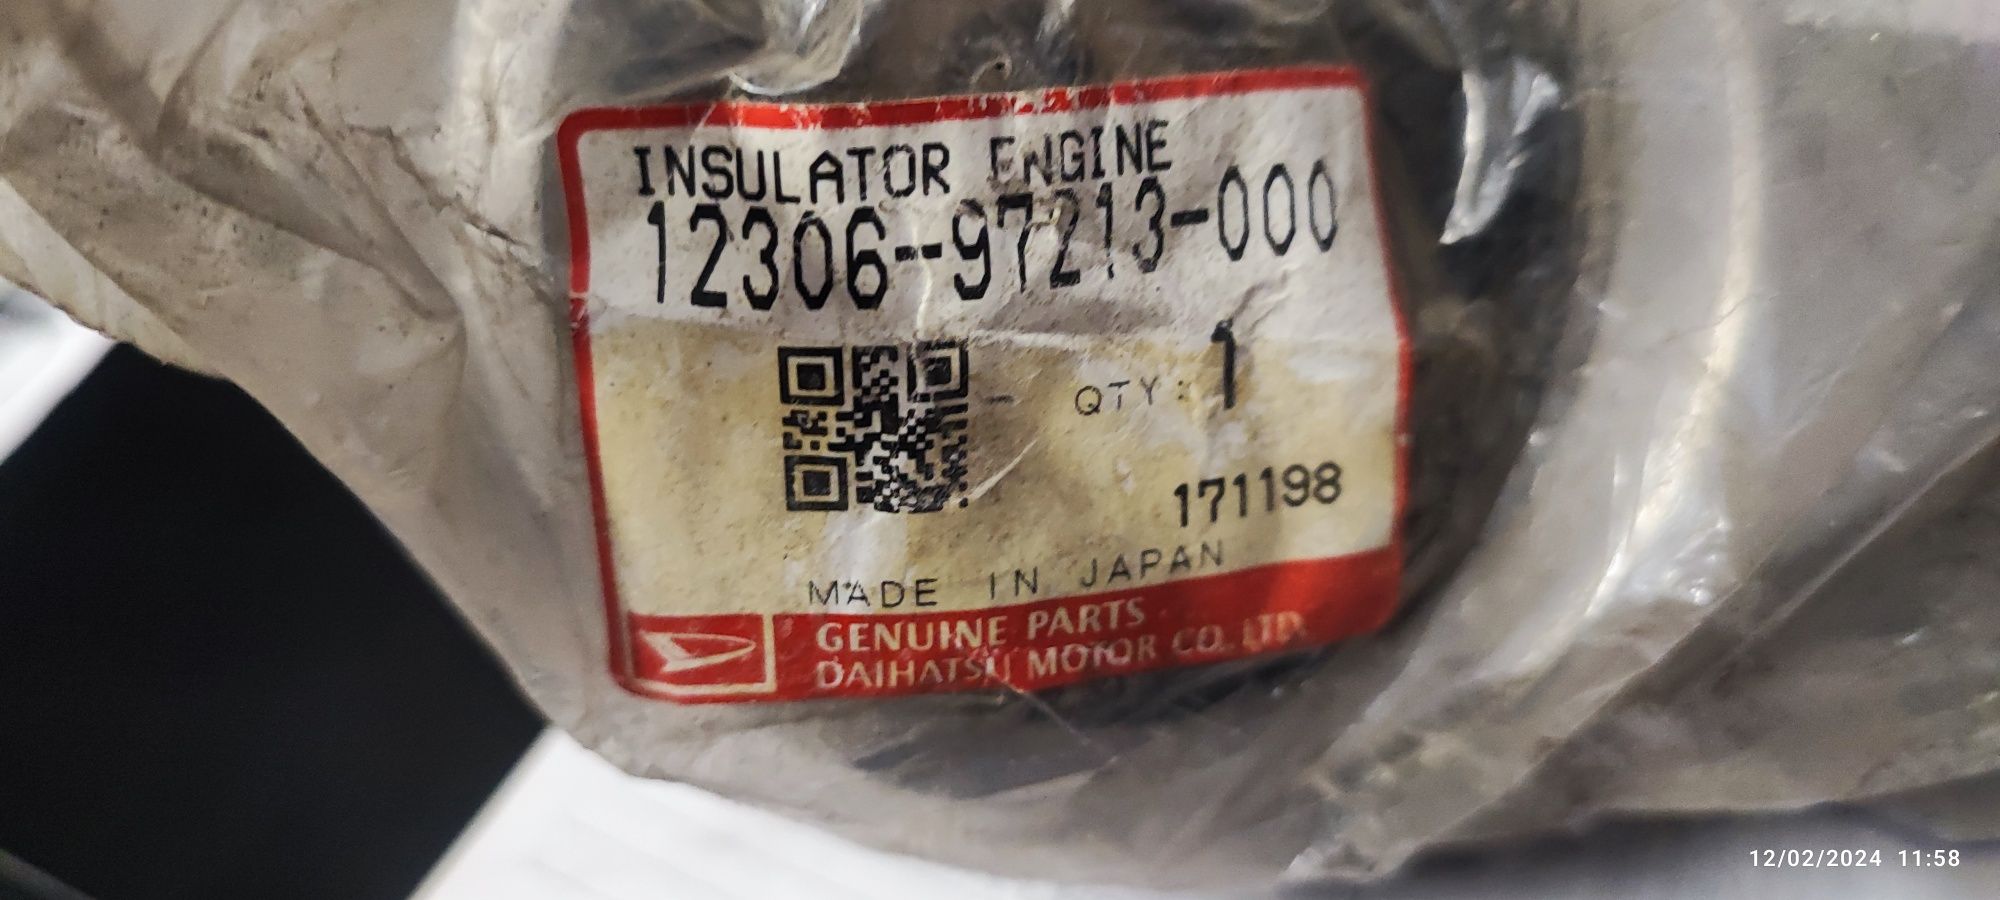 INSULATOR ENGINE
12306-97213-000
QTY: 1
171198
MADE IN JAPAN
GENUINE PARTS
DAIHATSU MOTOR CO. LTD.
12/02/2024 11:58